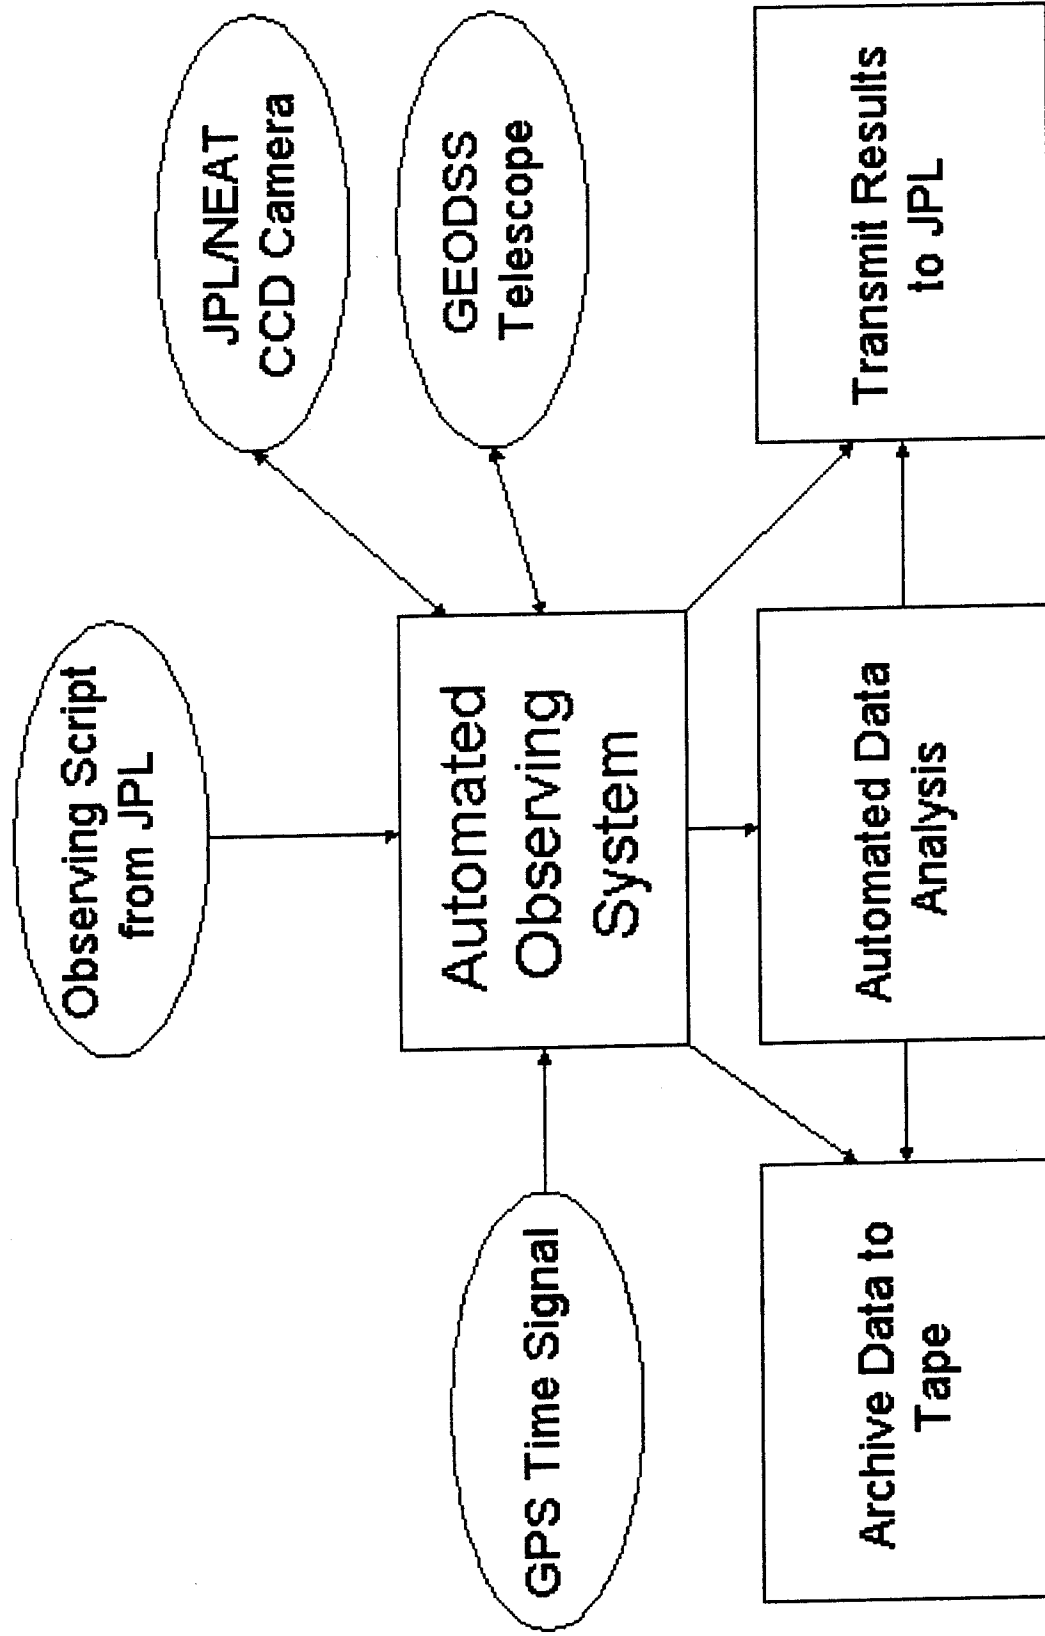 Observing Script
from JPL
JPL/NEAT
CCD Camera
GPS Time Signal
Automated
Observing
System
GEODSS
Telescope
Archive Data to
Tape
Automated Data
Analysis
Transmit Results
to JPL